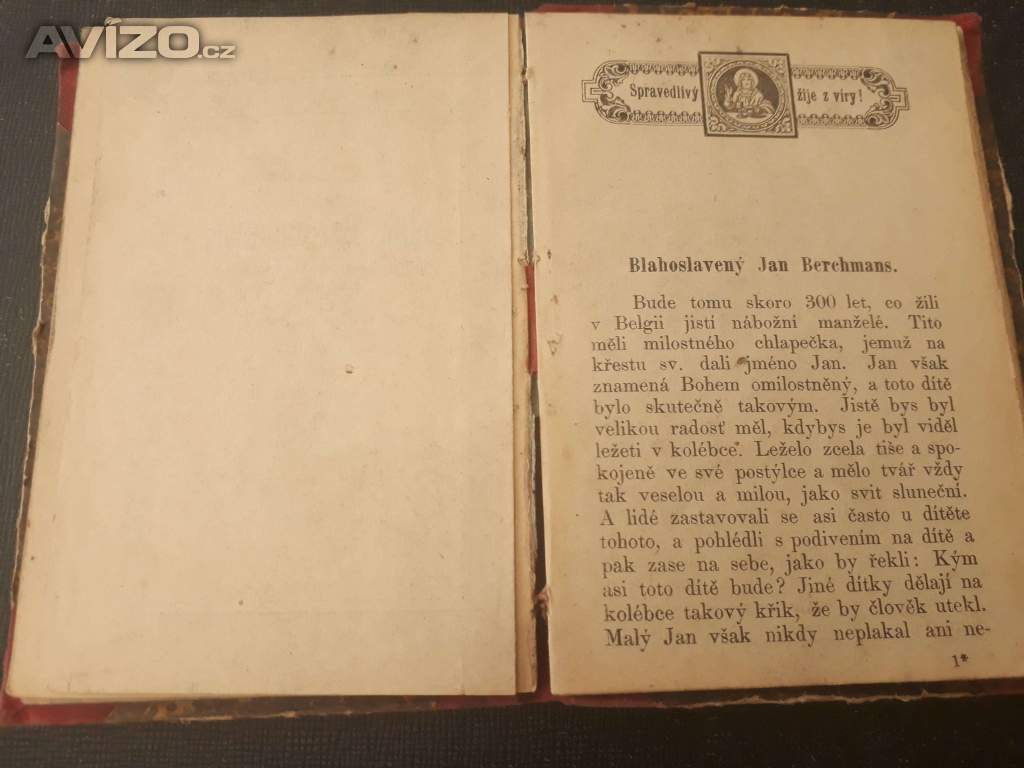 AVÍZO.cz
Spravedlivý žije z víry!
Blahoslavený Jan Berchmans.
Bude tomu skoro 300 let, co žili
v Belgii jistí nábožní manželé. Tito
měli milostného chlapečka, jemuž na
křestu sv. dali jméno Jan. Jan však
znamená Bohem omilostněný, a toto dítě
bylo skutečně takovým. Jistě bys byl
velikou radosť měl, kdybys je byl viděl
ležeti v kolébce. Leželo zcela tiše a spo-
kojeně ve své postýlce a mělo tvář vždy
tak veselou a milou, jako svit sluneční.
A lidé zastavovali se asi často u dítěte
tohoto, a pohlédli s podivením na dítě a
pak zase na sebe, jako by řekli: Kým
asi toto dítě bude? Jiné dítky dělají na
kolébce takový křik, že by člověk utekl.
Malý Jan však nikdy neplakal ani ne-
1*